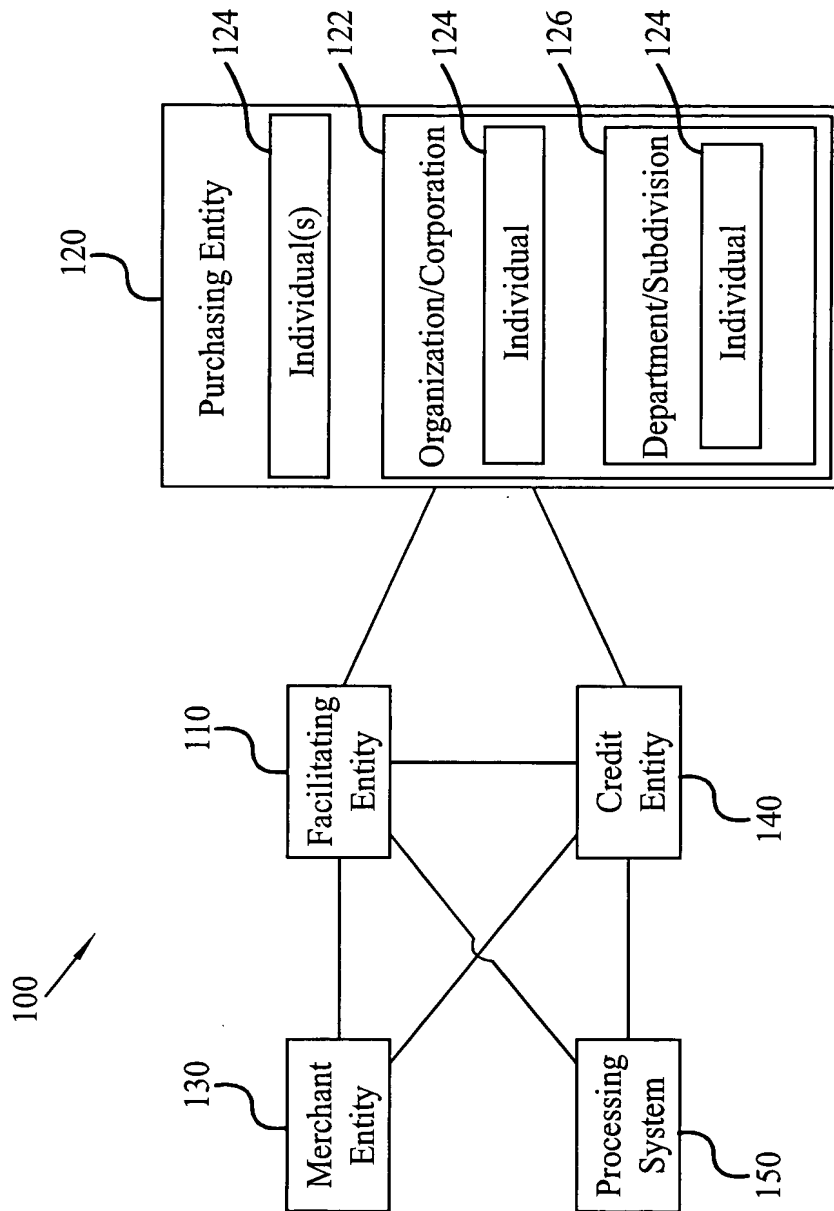 100
130
Merchant
Entity
110
Facilitating
Entity
Processing
System
150
Credit
Entity
140
120
Purchasing Entity
Individual(s)
124
Organization/Corporation
122
Individual
124
Department/Subdivision
126
Individual
124